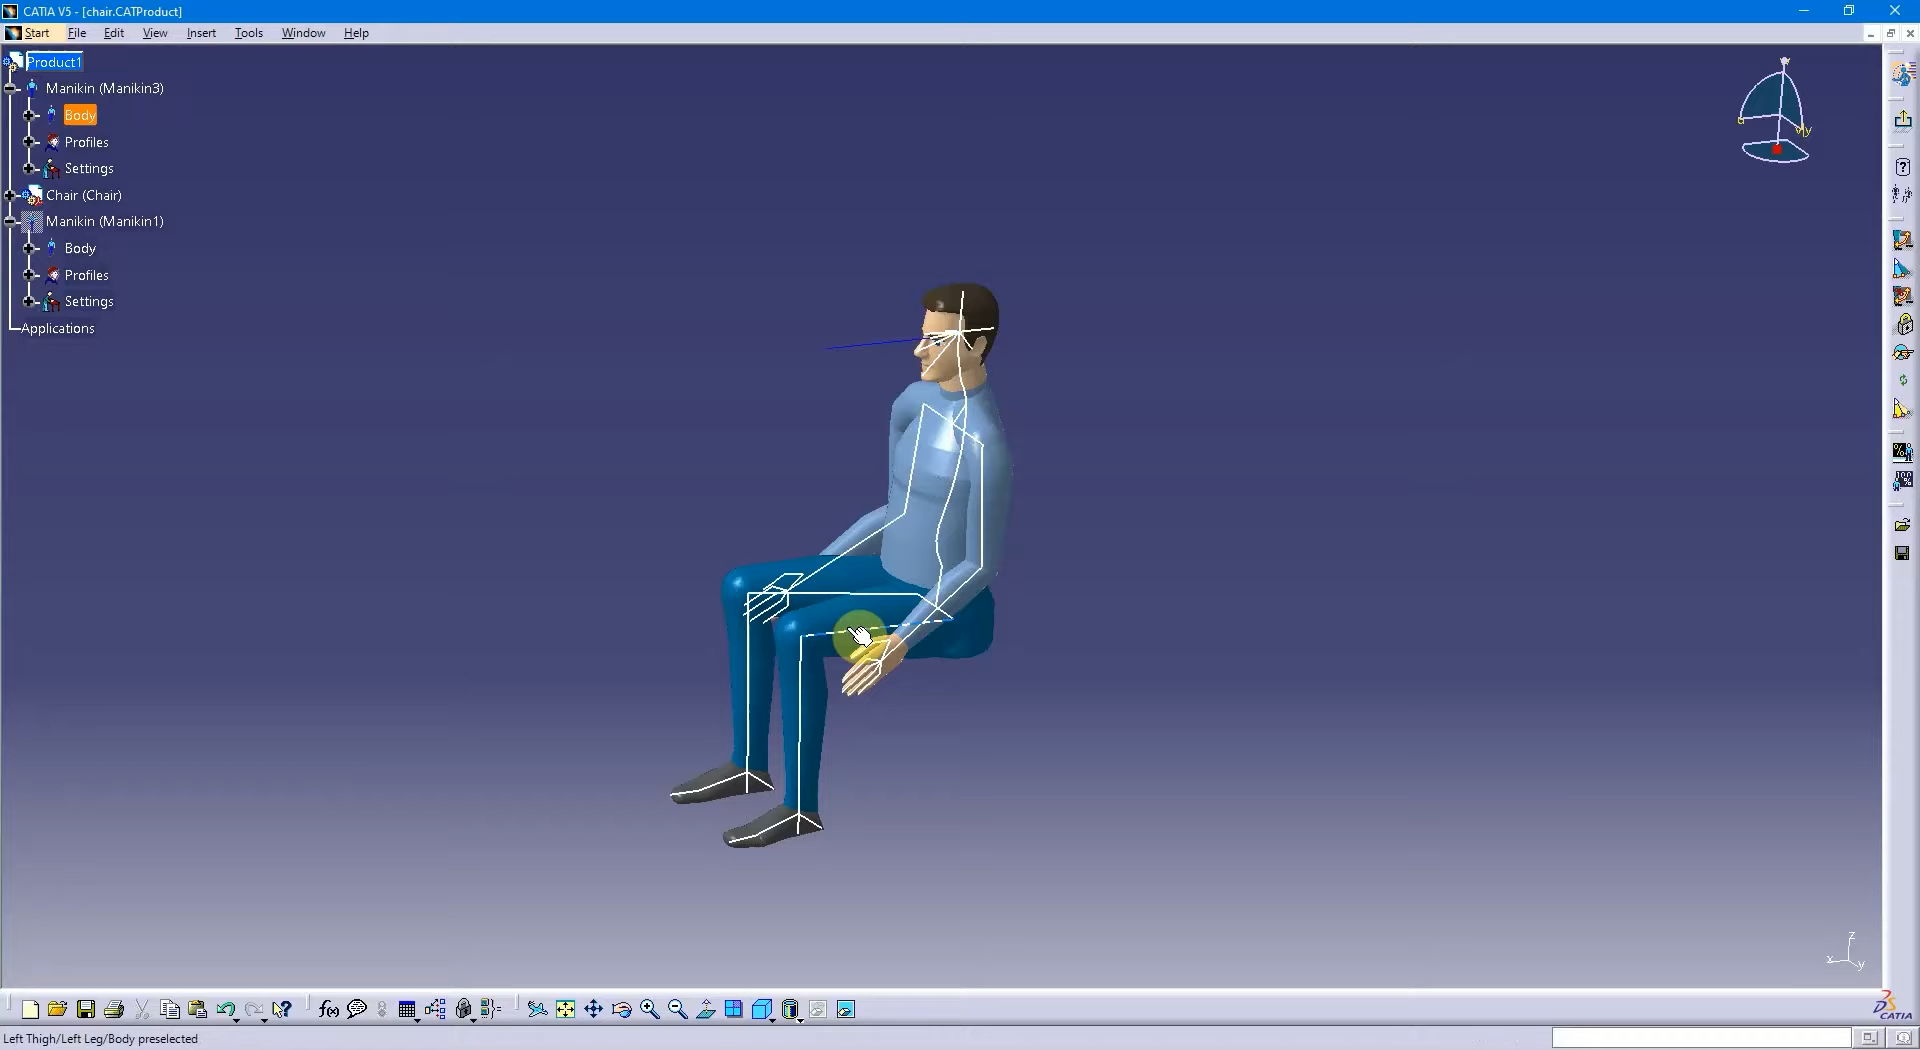 CATIA V5 - [chair.CATProduct]
Start File Edit View Insert Tools Window Help
Product1
Manikin (Manikin3)
Body
Profiles
Settings
Chair (Chair)
Manikin (Manikin1)
Body
Profiles
Settings
Applications
z
x
y
f(x)
CATIA
Left Thigh/Left Leg/Body preselected